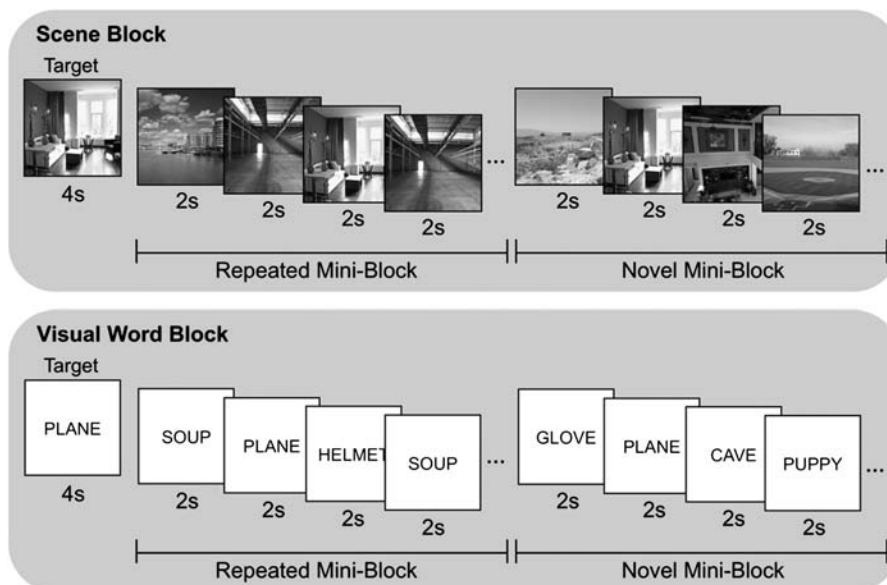 Scene Block
Target
4s
2s
2s
2s
2s
...
2s
2s
2s
2s
...
Repeated Mini-Block
Novel Mini-Block
Visual Word Block
Target
PLANE
SOUP
PLANE
HELMET
SOUP
...
GLOVE
PLANE
CAVE
PUPPY
...
4s
2s
2s
2s
2s
2s
2s
2s
2s
Repeated Mini-Block
Novel Mini-Block